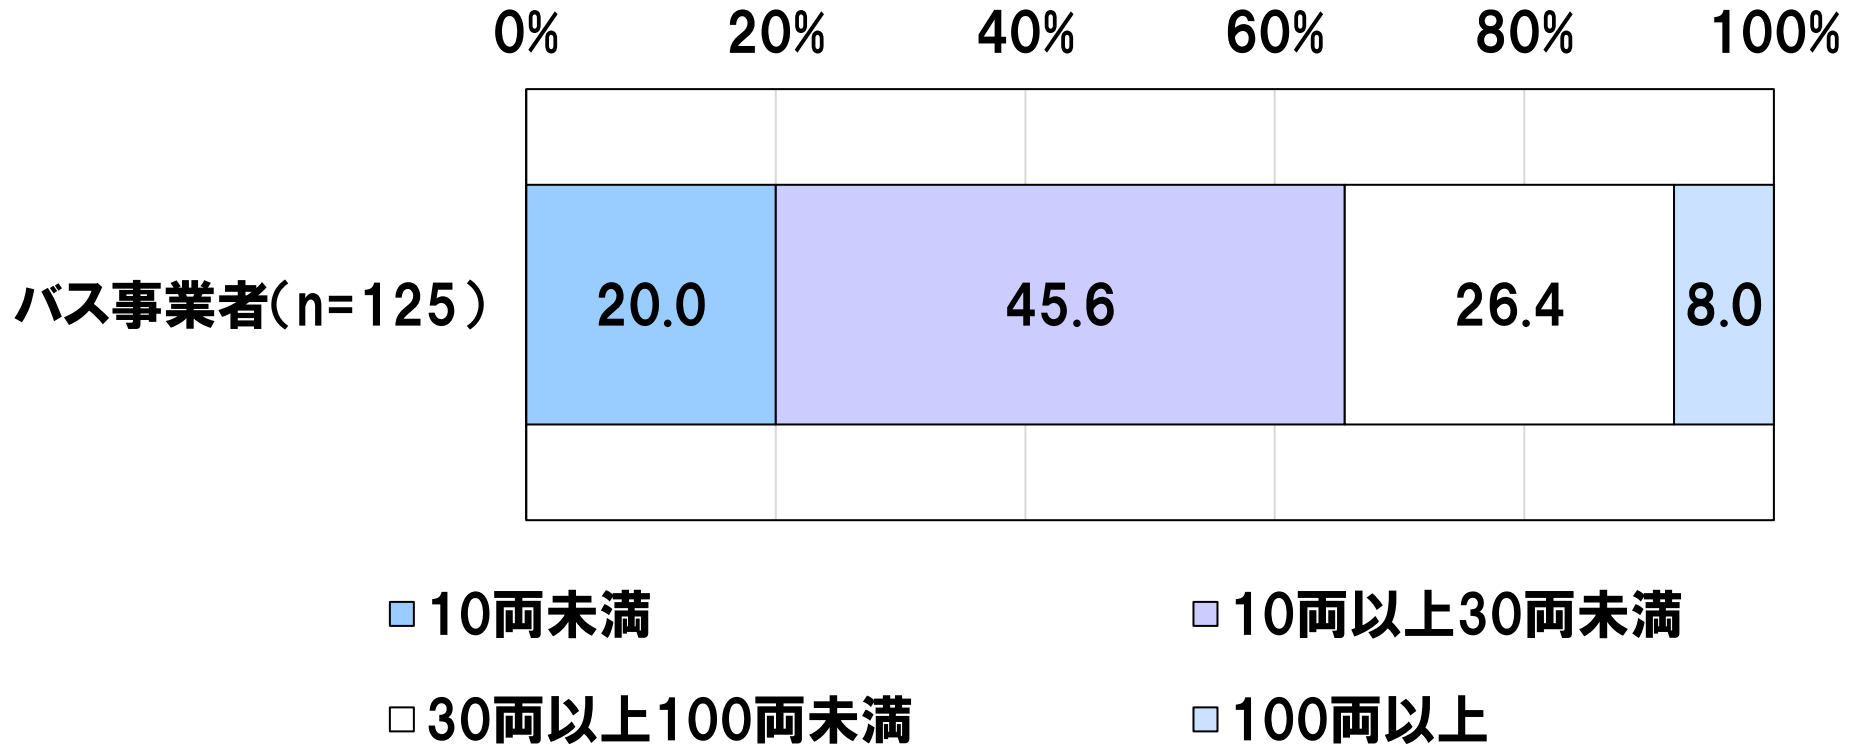 0% 20% 40% 60% 80% 100%
バス事業者(n=125) 20.0 45.6 26.4 8.0
10両未満 10両以上30両未満
30両以上100両未満 100両以上